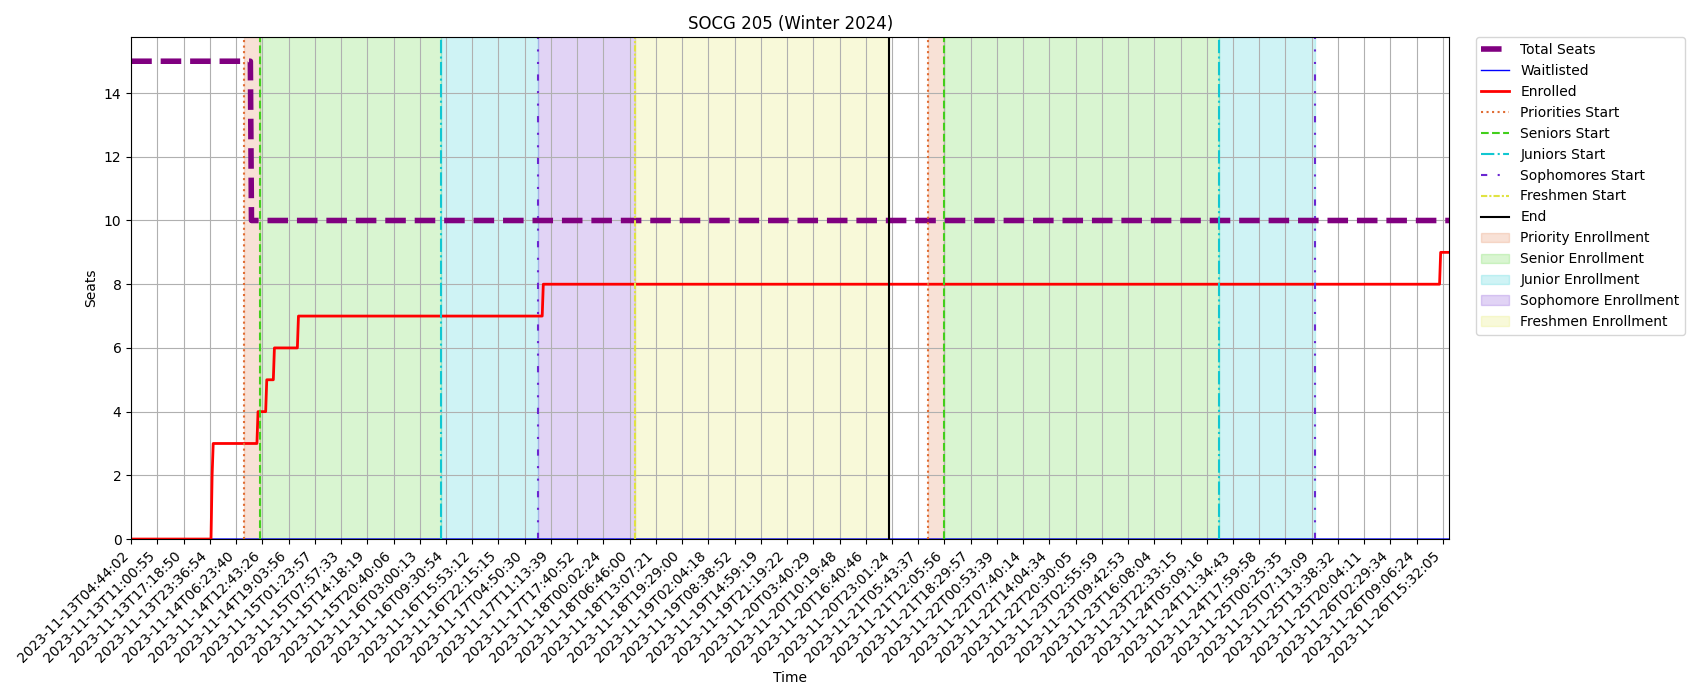 SOCG 205 (Winter 2024)
Seats
14
12
10
8
6
4
2
0
2023-11-13T04:44:02
2023-11-13T11:00:55
2023-11-13T17:18:50
2023-11-13T23:36:54
2023-11-14T06:23:40
2023-11-14T12:43:26
2023-11-14T19:03:56
2023-11-15T01:23:57
2023-11-15T07:57:33
2023-11-15T14:18:19
2023-11-15T20:40:06
2023-11-16T03:00:13
2023-11-16T09:30:54
2023-11-16T15:53:12
2023-11-16T22:15:15
2023-11-17T04:50:30
2023-11-17T11:13:39
2023-11-17T17:40:52
2023-11-18T00:02:24
2023-11-18T06:46:00
2023-11-18T13:07:21
2023-11-18T19:29:00
2023-11-19T02:04:18
2023-11-19T08:38:52
2023-11-19T14:59:19
2023-11-19T21:19:22
2023-11-20T03:40:29
2023-11-20T10:19:48
2023-11-20T16:40:46
2023-11-20T23:01:24
2023-11-21T05:43:37
2023-11-21T12:05:56
2023-11-21T18:29:57
2023-11-22T00:53:39
2023-11-22T07:40:14
2023-11-22T14:04:34
2023-11-22T20:30:05
2023-11-23T02:55:59
2023-11-23T09:42:53
2023-11-23T16:08:04
2023-11-23T22:33:15
2023-11-24T05:09:16
2023-11-24T11:34:43
2023-11-24T17:59:58
2023-11-25T00:25:35
2023-11-25T07:13:09
2023-11-25T13:38:32
2023-11-25T20:04:11
2023-11-26T02:29:34
2023-11-26T09:06:24
2023-11-26T15:32:05
Time
Total Seats
Waitlisted
Enrolled
Priorities Start
Seniors Start
Juniors Start
Sophomores Start
Freshmen Start
End
Priority Enrollment
Senior Enrollment
Junior Enrollment
Sophomore Enrollment
Freshmen Enrollment